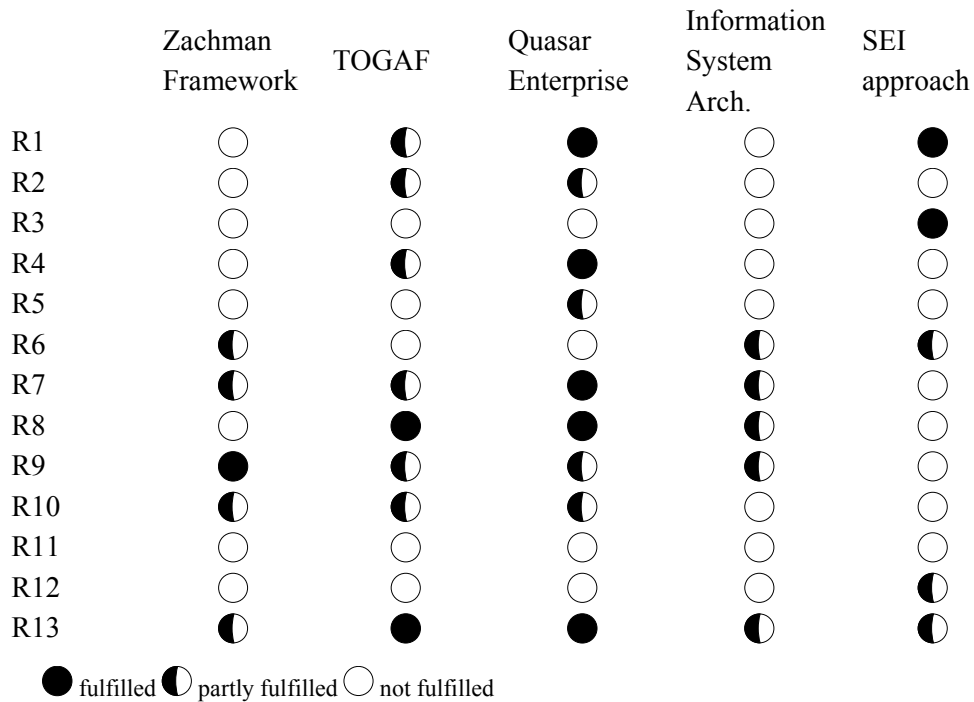 Zachman Framework
TOGAF
Quasar Enterprise
Information System Arch.
SEI approach
R1
R2
R3
R4
R5
R6
R7
R8
R9
R10
R11
R12
R13
fulfilled partly fulfilled not fulfilled